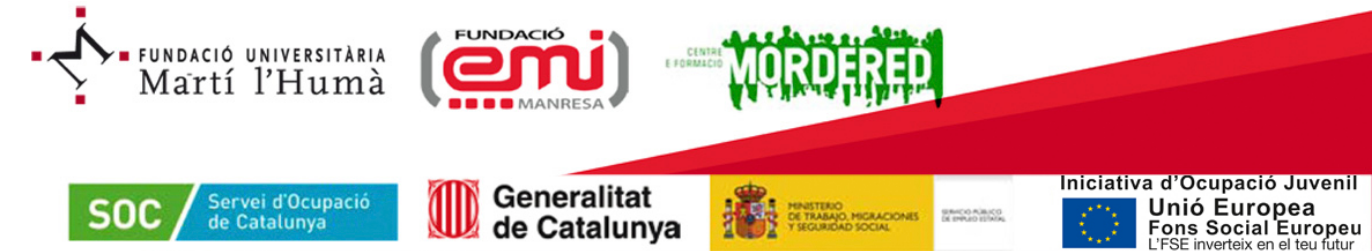 FUNDACIÓ UNIVERSITÀRIA
Martí l'Humà
FUNDACIÓ
emi
MANRESA
CENTRE
E FORMACIÓ
MORDERED
SOC
Servei d'Ocupació
de Catalunya
Generalitat
de Catalunya
MINISTERIO
DE TRABAJO, MIGRACIONES
Y SEGURIDAD SOCIAL
SERVICIO PÚBLICO
DE EMPLEO ESTATAL
Iniciativa d'Ocupació Juvenil
Unió Europea
Fons Social Europeu
L'FSE inverteix en el teu futur